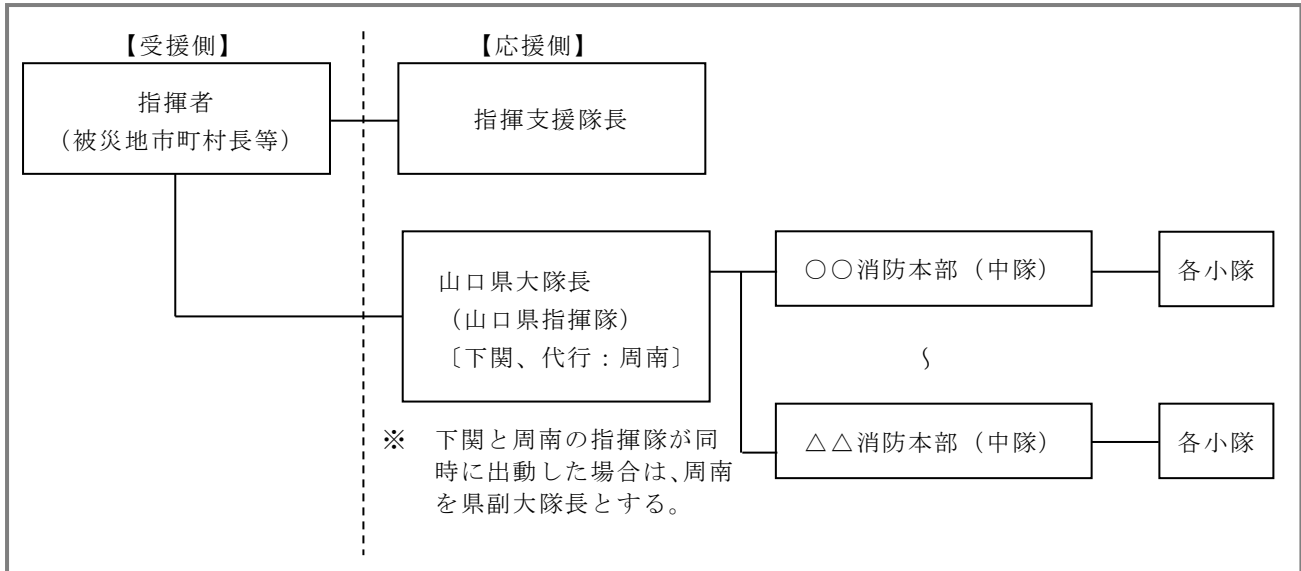 【受援側】
【応援側】
指揮者
（被災地市町村長等）
指揮支援隊長
山口県大隊長
（山口県指揮隊）
〔下関、代行：周南〕
○○消防本部（中隊）
各小隊
〜
△△消防本部（中隊）
各小隊
※　下関と周南の指揮隊が同
時に出動した場合は、周南
を県副大隊長とする。